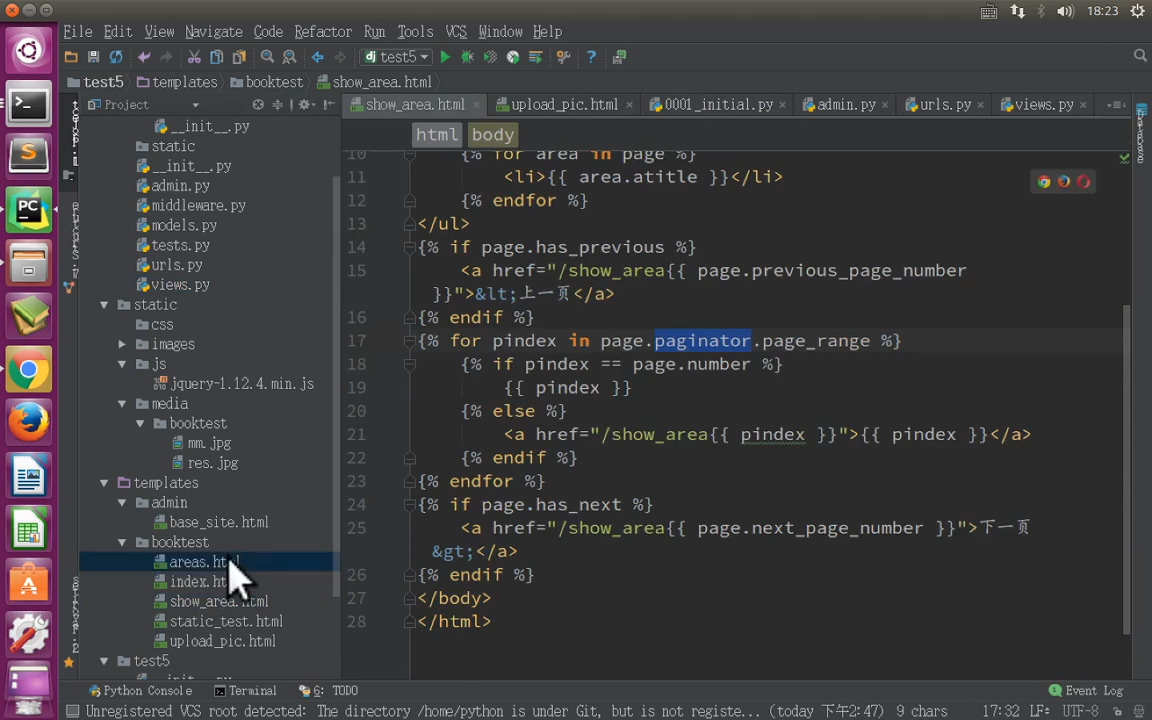 18:23
File Edit View Navigate Code Refactor Run Tools VCS Window Help
dj test5
test5 templates booktest show_area.html
Project
show_area.html upload_pic.html 0001_initial.py admin.py urls.py views.py
html body
__init__.py
static
__init__.py
admin.py
middleware.py
models.py
tests.py
urls.py
views.py
static
css
images
js
jquery-1.12.4.min.js
media
booktest
mm.jpg
res.jpg
templates
admin
base_site.html
booktest
areas.html
show_area.html
static_test.html
upload_pic.html
test5
10 {% for area in page %}
11 <li>{{ area.atitle }}</li>
12 {% endfor %}
13 </ul>
14 {% if page.has_previous %}
15 <a href="/show_area{{ page.previous_page_number
}}">&lt;上一页</a>
16 {% endif %}
17 {% for pindex in page.paginator.page_range %}
18 {% if pindex == page.number %}
19 {{ pindex }}
20 {% else %}
21 <a href="/show_area{{ pindex }}">{{ pindex }}</a>
22 {% endif %}
23 {% endfor %}
24 {% if page.has_next %}
25 <a href="/show_area{{ page.next_page_number }}">下一页
&gt;</a>
26 {% endif %}
27 </body>
28 </html>
Python Console Terminal 6: TODO Event Log
Unregistered VCS root detected: The directory /home/python is under Git, but is not registe... (today 下午2:47) 9 chars 17:32 LF UTF-8